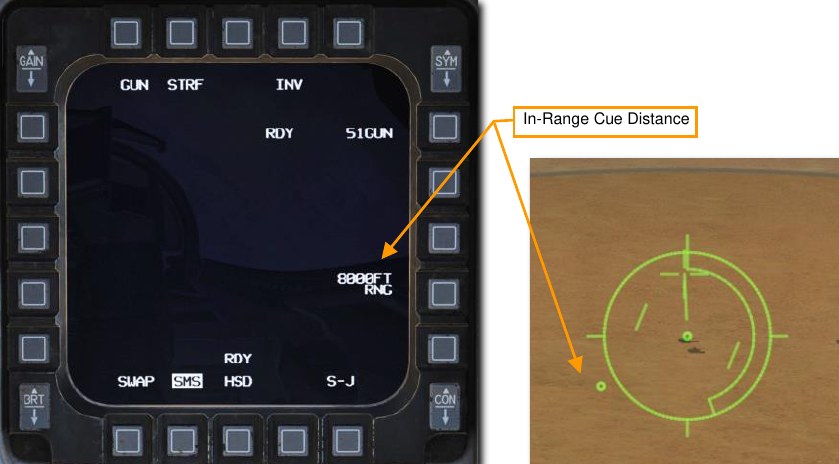 GAIN
SYM
GUN STRF INV
RDY 51GUN
In-Range Cue Distance
8000FT
RNG
RDY
SWAP SMS HSD S-J
BRT
CON